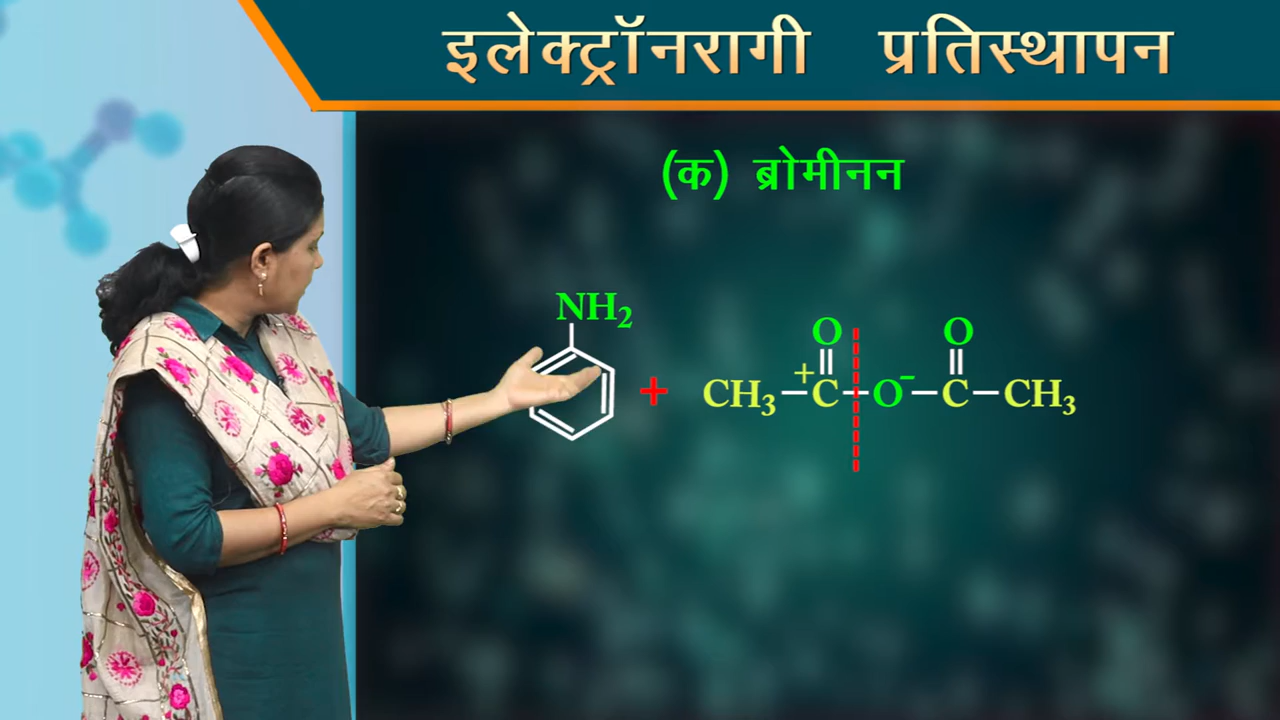 इलेक्ट्रॉनरागी प्रतिस्थापन
(क) ब्रोमीनन
NH₂
O O
+ CH₃–C⁺–O⁻–C–CH₃